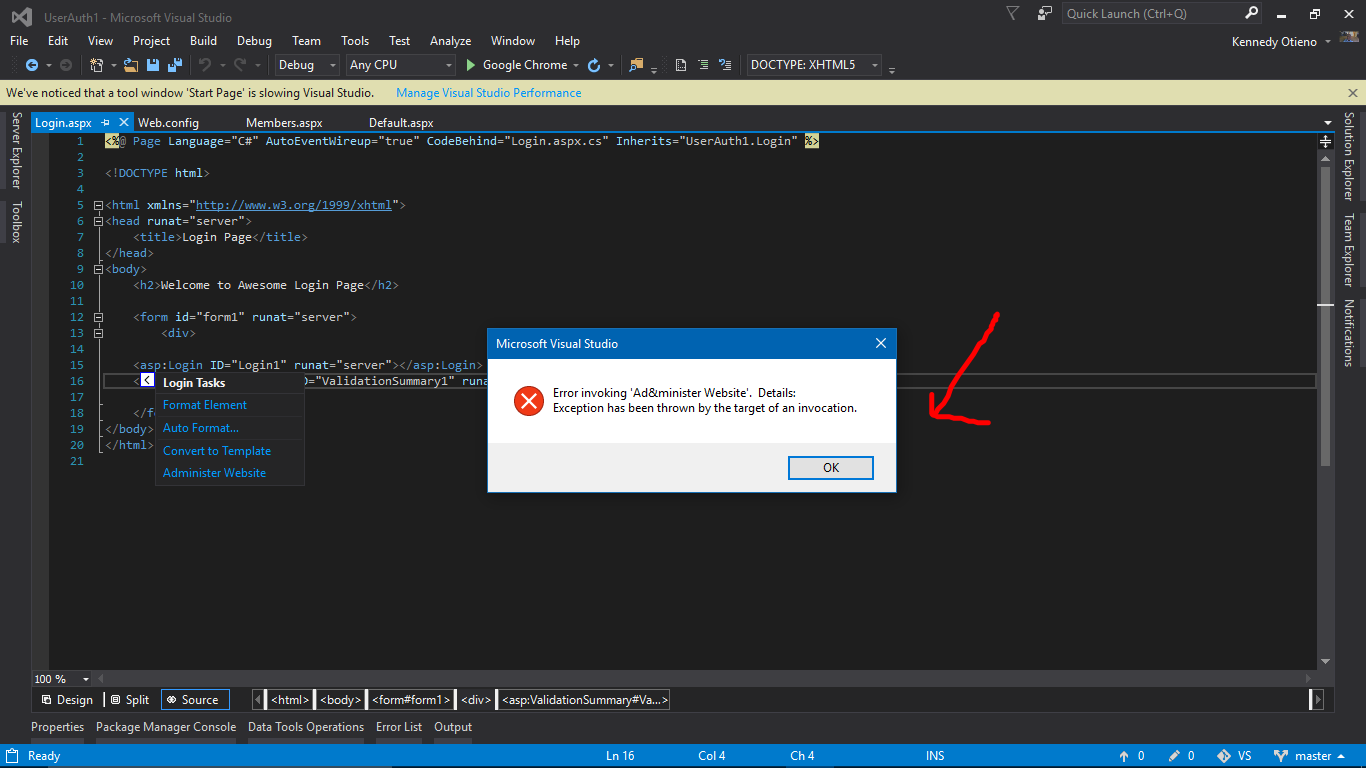 UserAuth1 - Microsoft Visual Studio
Quick Launch (Ctrl+Q)
File Edit View Project Build Debug Team Tools Test Analyze Window Help
Kennedy Otieno
Debug Any CPU Google Chrome DOCTYPE: XHTML5
We've noticed that a tool window 'Start Page' is slowing Visual Studio. Manage Visual Studio Performance
Server Explorer
Toolbox
Login.aspx Web.config Members.aspx Default.aspx
1 <%@ Page Language="C#" AutoEventWireup="true" CodeBehind="Login.aspx.cs" Inherits="UserAuth1.Login" %>
2
3 <!DOCTYPE html>
4
5 <html xmlns="http://www.w3.org/1999/xhtml">
6 <head runat="server">
7 <title>Login Page</title>
8 </head>
9 <body>
10 <h2>Welcome to Awesome Login Page</h2>
11
12 <form id="form1" runat="server">
13 <div>
14
15 <asp:Login ID="Login1" runat="server"></asp:Login>
16 < D="ValidationSummary1" runa
17
18 </fo
19 </body>
20 </html>
21
Login Tasks
Format Element
Auto Format...
Convert to Template
Administer Website
Microsoft Visual Studio
Error invoking 'Ad&minister Website'. Details:
Exception has been thrown by the target of an invocation.
OK
Solution Explorer
Team Explorer
Notifications
100 %
Design Split Source <html> <body> <form#form1> <div> <asp:ValidationSummary#Va...>
Properties Package Manager Console Data Tools Operations Error List Output
Ready Ln 16 Col 4 Ch 4 INS 0 0 VS master